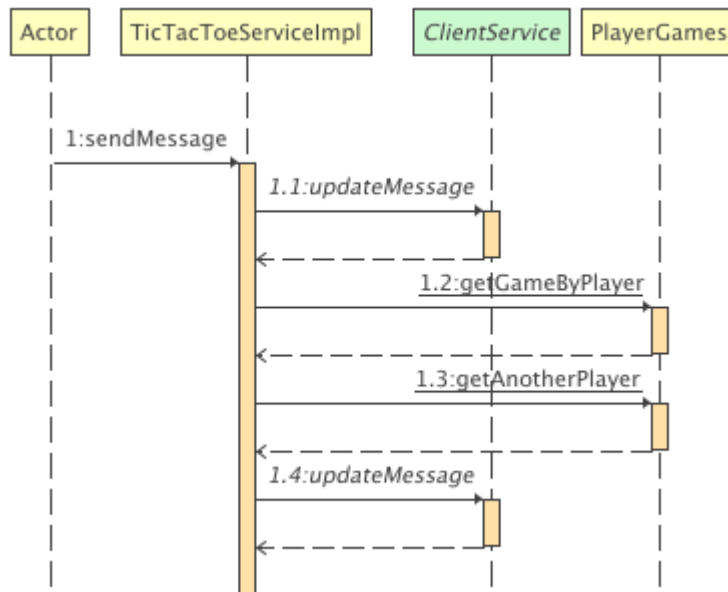 Actor TicTacToeServiceImpl ClientService PlayerGames
1:sendMessage
1.1:updateMessage
1.2:getGameByPlayer
1.3:getAnotherPlayer
1.4:updateMessage